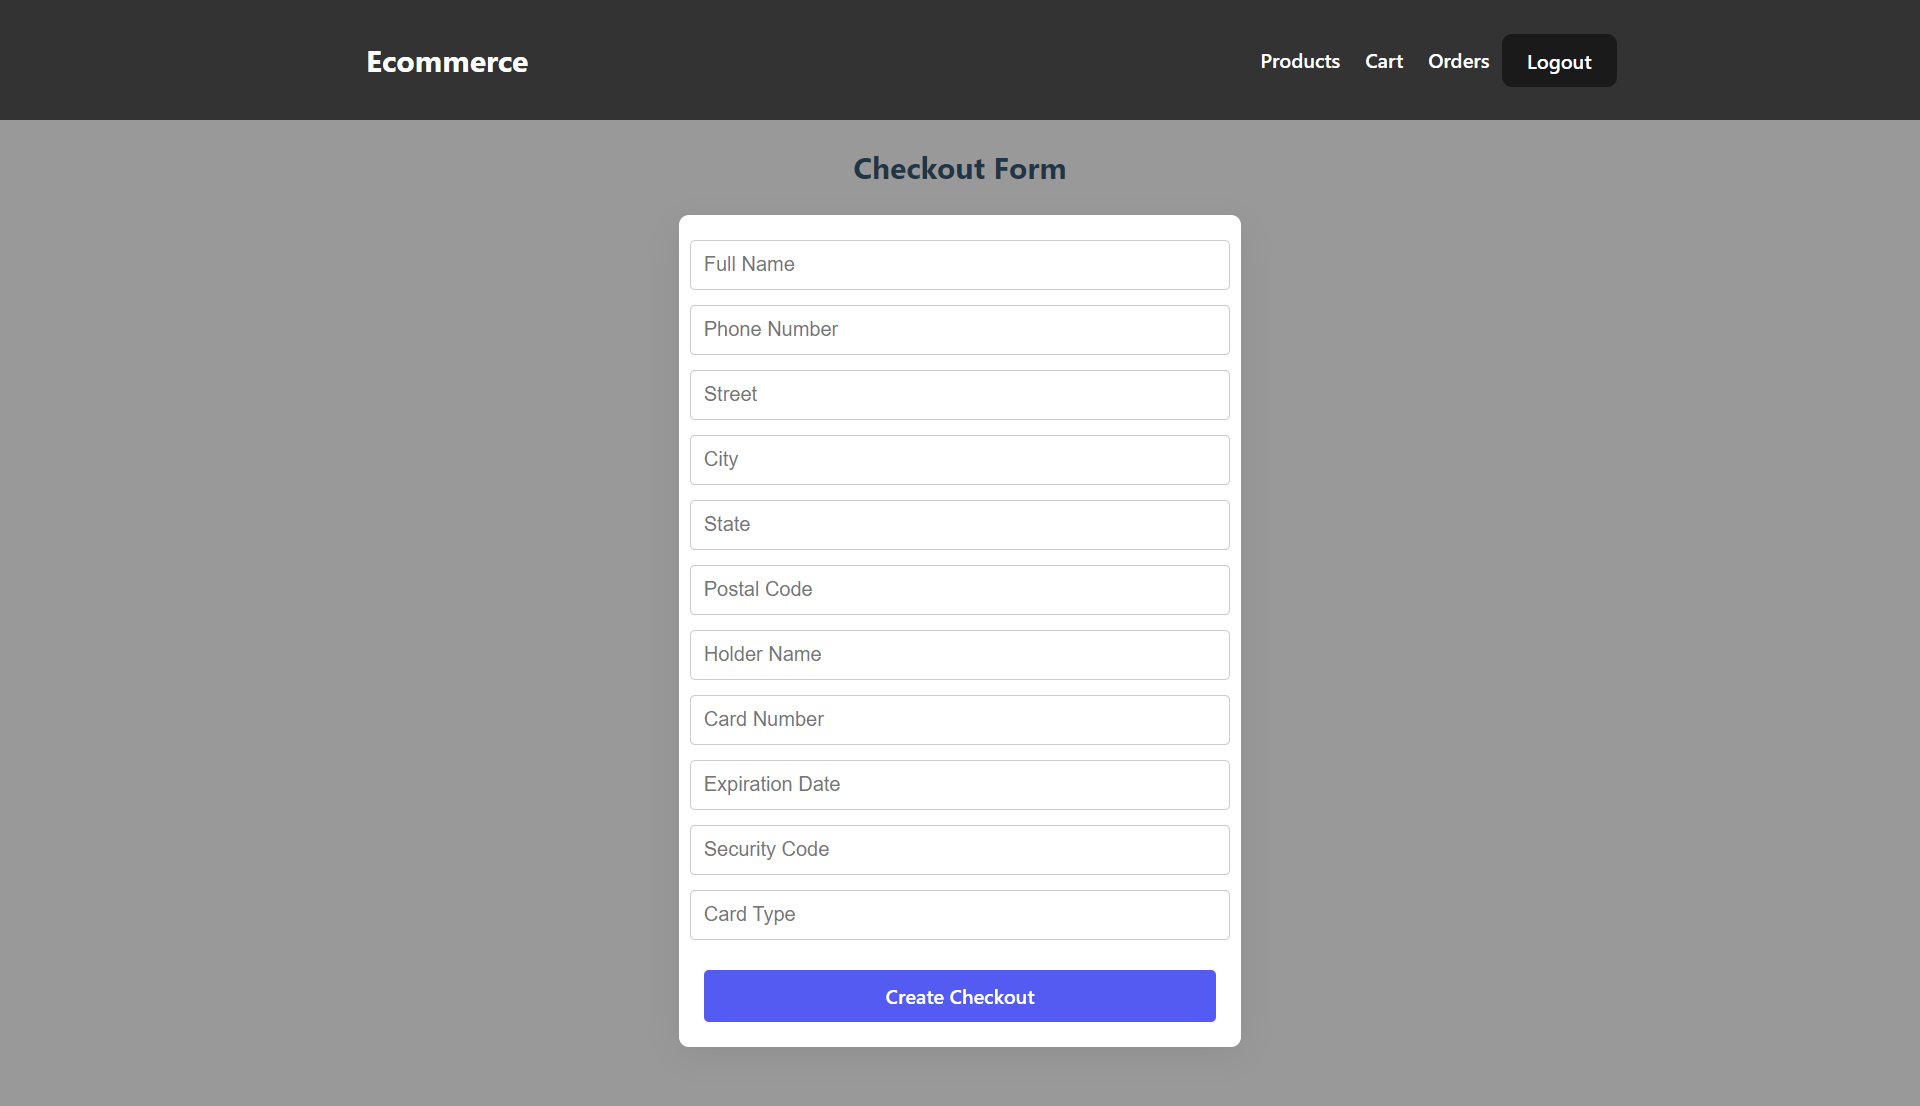 Ecommerce Products Cart Orders Logout
Checkout Form
Full Name
Phone Number
Street
City
State
Postal Code
Holder Name
Card Number
Expiration Date
Security Code
Card Type
Create Checkout